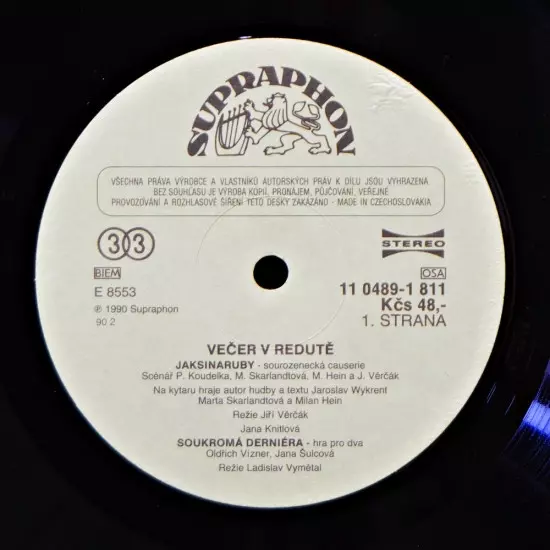 SUPRAPHON
VŠECHNA PRÁVA VÝROBCE A VLASTNÍKŮ AUTORSKÝCH PRÁV K DÍLU JSOU VYHRAZENA
BEZ SOUHLASU JE VÝROBA KOPIÍ, PRONÁJEM, PŮJČOVÁNÍ, VEŘEJNÉ
PROVOZOVÁNÍ A ROZHLASOVÉ ŠÍŘENÍ TÉTO DESKY ZAKÁZÁNO - MADE IN CZECHOSLOVAKIA
33
STEREO
BIEM
OSA
E 8553
11 0489-1 811
Kčs 48,-
℗ 1990 Supraphon
1. STRANA
90 2
VEČER V REDUTĚ
JAKSINARUBY - sourozenecká causerie
Scénář P. Koudelka, M. Skarlandtová, M. Hein a J. Věrčák
Na kytaru hraje autor hudby a textu Jaroslav Wykrent
Marta Skarlandtová a Milan Hein
Režie Jiří Věrčák
Jana Knitlová
SOUKROMÁ DERNIÉRA - hra pro dva
Oldřich Vízner, Jana Šulcová
Režie Ladislav Vymětal